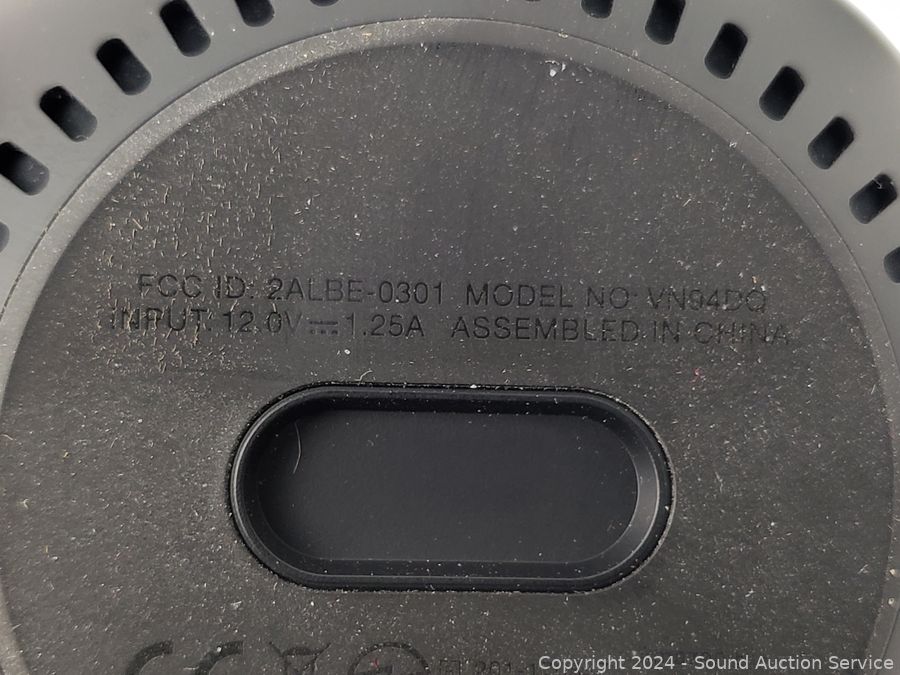 FCC ID: 2ALBE-0301 MODEL NO: VN94DQ
INPUT: 12.0V ⎓ 1.25A ASSEMBLED IN CHINA
Copyright 2024 - Sound Auction Service